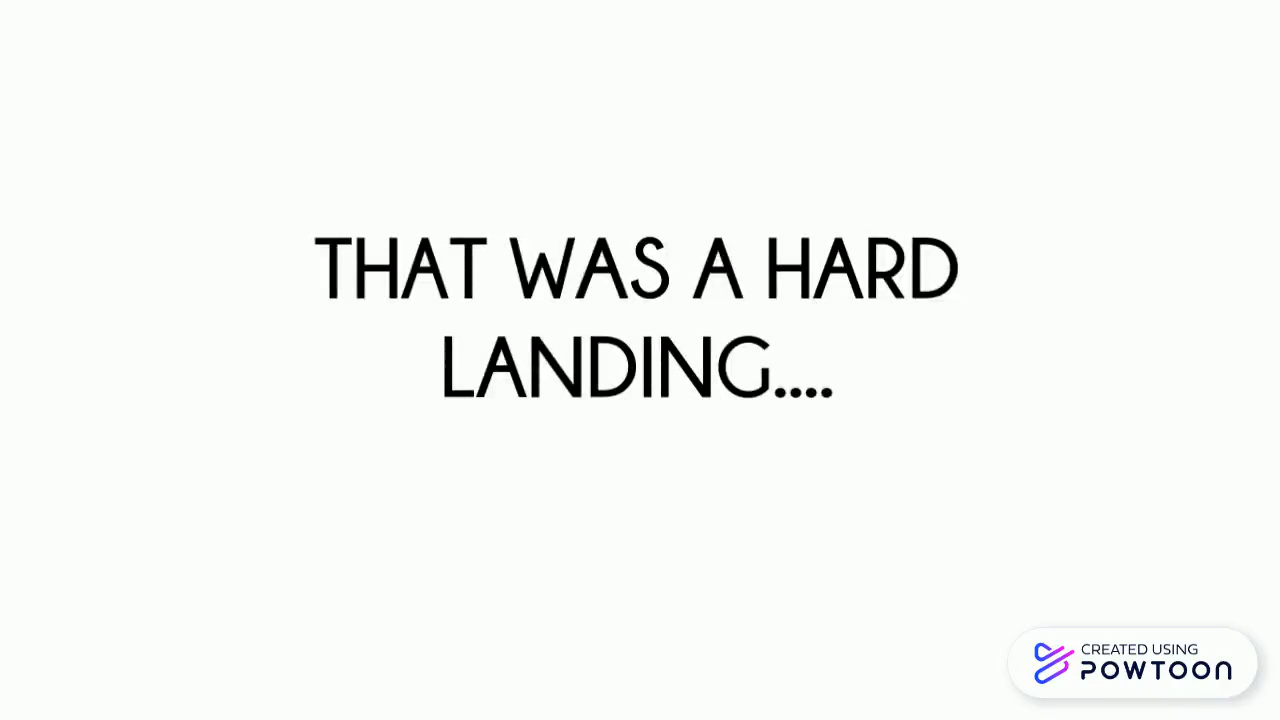 THAT WAS A HARD
LANDING....
CREATED USING
POWTOON